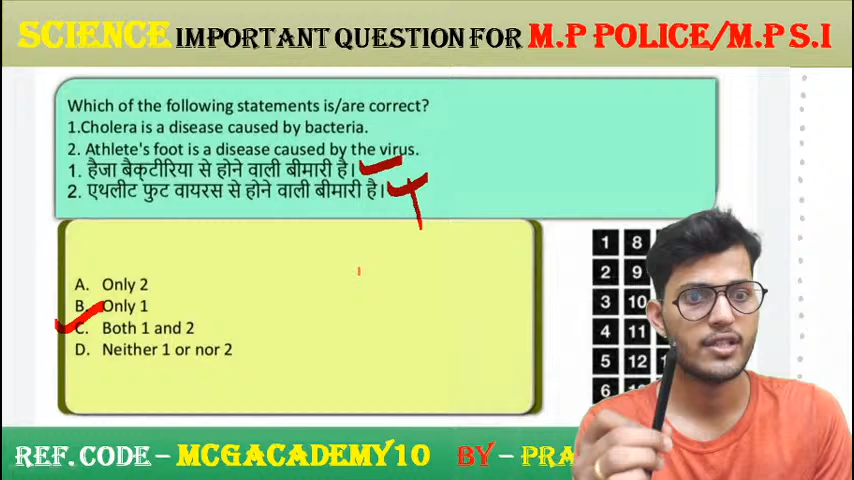 SCIENCE IMPORTANT QUESTION FOR M.P POLICE/M.P S.I
Which of the following statements is/are correct?
1.Cholera is a disease caused by bacteria.
2. Athlete's foot is a disease caused by the virus.
1. हैजा बैक्टीरिया से होने वाली बीमारी है।
2. एथलीट फुट वायरस से होने वाली बीमारी है।
A. Only 2
B. Only 1
C. Both 1 and 2
D. Neither 1 or nor 2
1 8
2 9
3 10
4 11
5 12
6
REF. CODE – MCGACADEMY10 BY – PRA